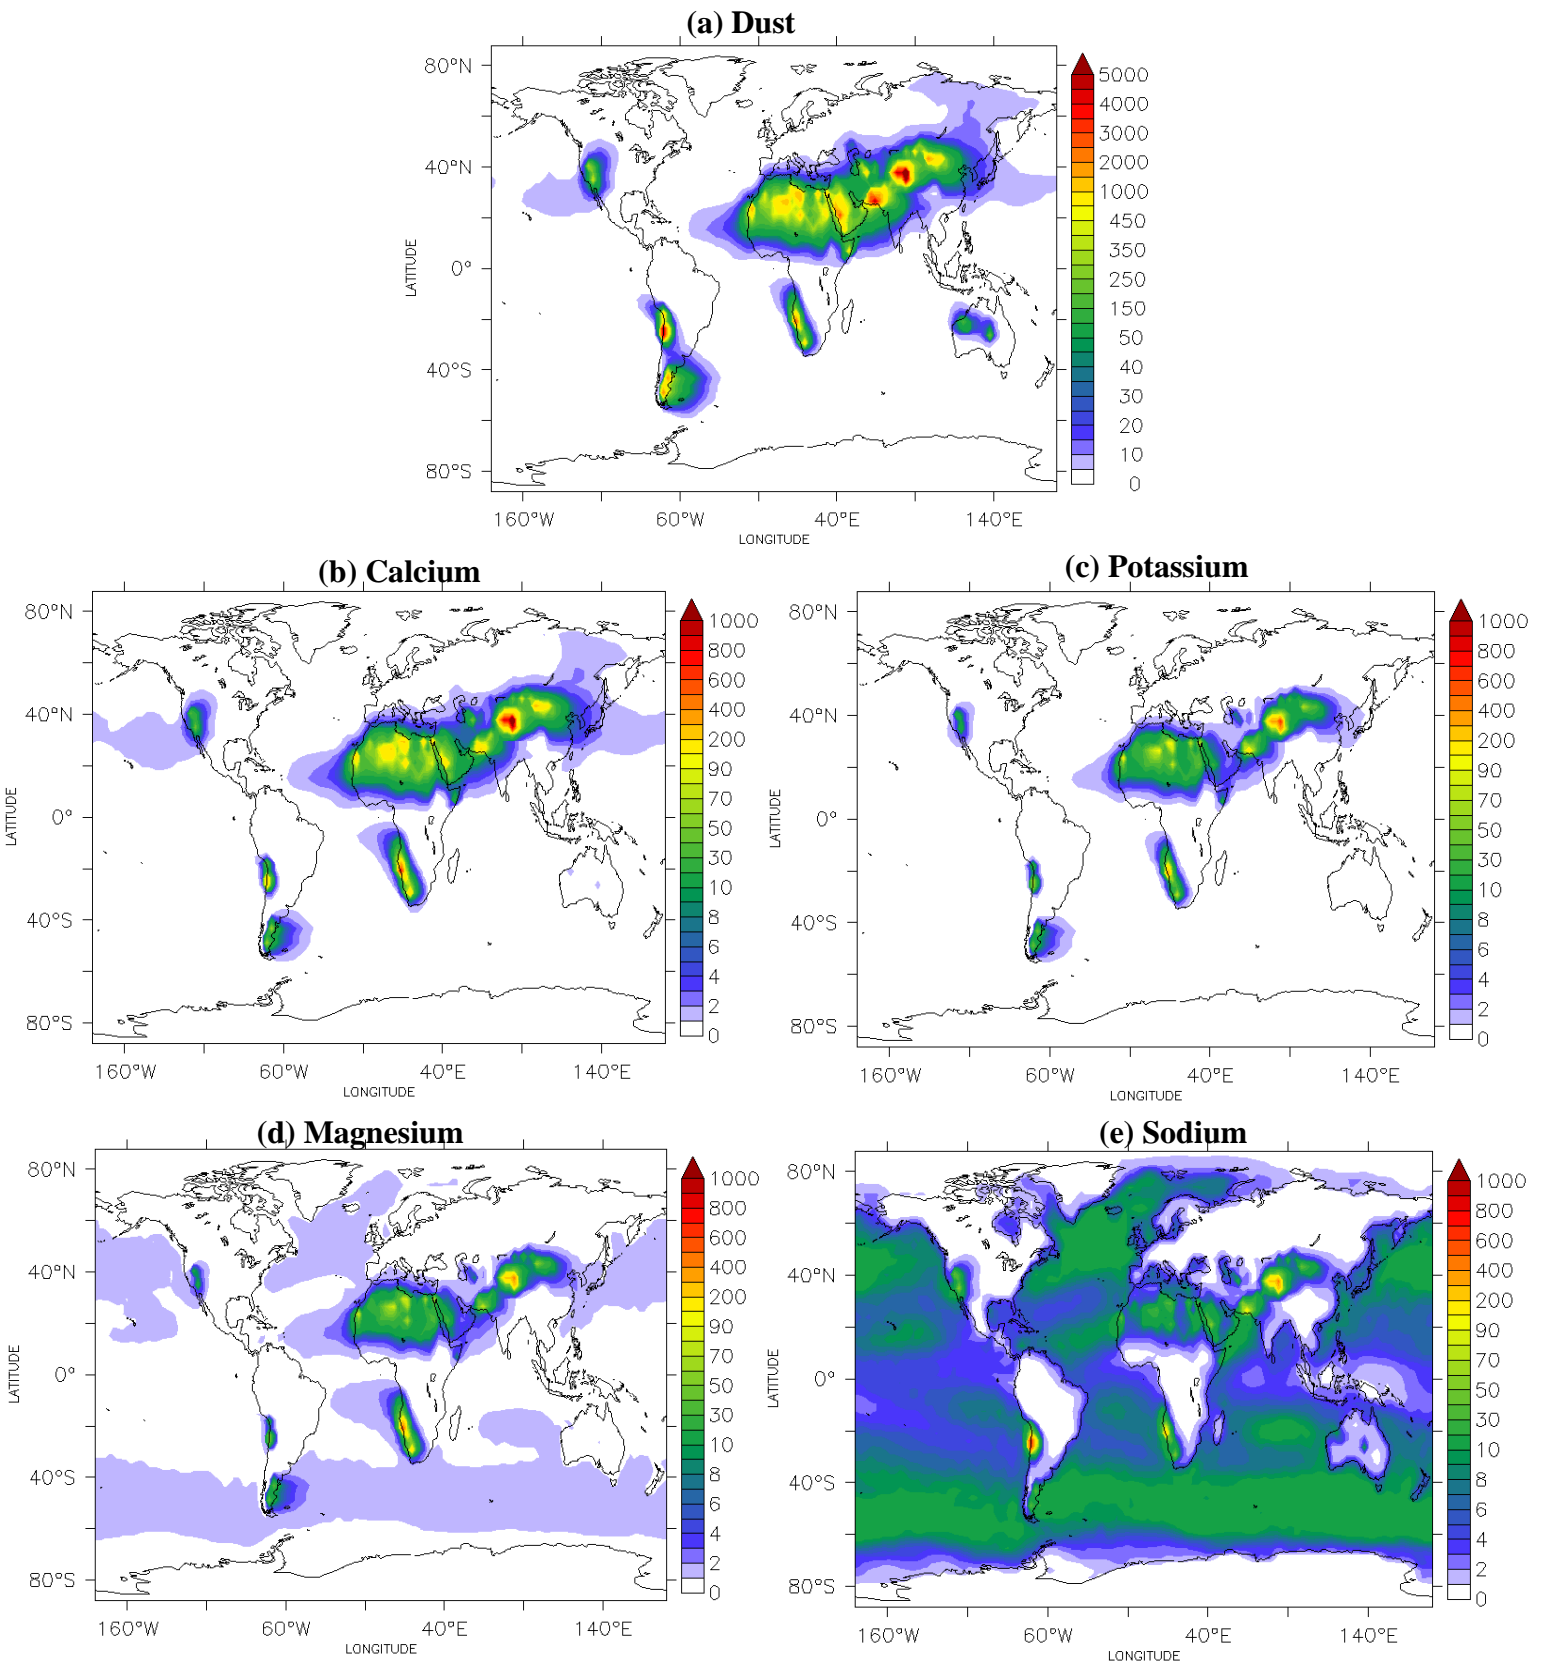 (a) Dust
80°N
40°N
0°
40°S
80°S
LATITUDE
160°W 60°W 40°E 140°E
LONGITUDE
5000
4000
3000
2000
1000
450
350
250
150
50
40
30
20
10
0
(b) Calcium
80°N
40°N
0°
40°S
80°S
LATITUDE
160°W 60°W 40°E 140°E
LONGITUDE
1000
800
600
400
200
90
70
50
30
10
8
6
4
2
0
(c) Potassium
80°N
40°N
0°
40°S
80°S
LATITUDE
160°W 60°W 40°E 140°E
LONGITUDE
1000
800
600
400
200
90
70
50
30
10
8
6
4
2
0
(d) Magnesium
80°N
40°N
0°
40°S
80°S
LATITUDE
160°W 60°W 40°E 140°E
LONGITUDE
1000
800
600
400
200
90
70
50
30
10
8
6
4
2
0
(e) Sodium
80°N
40°N
0°
40°S
80°S
LATITUDE
160°W 60°W 40°E 140°E
LONGITUDE
1000
800
600
400
200
90
70
50
30
10
8
6
4
2
0